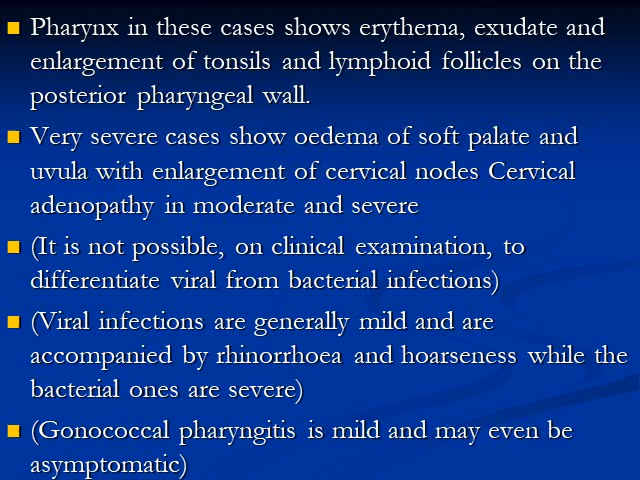 Pharynx in these cases shows erythema, exudate and
enlargement of tonsils and lymphoid follicles on the
posterior pharyngeal wall.
Very severe cases show oedema of soft palate and
uvula with enlargement of cervical nodes Cervical
adenopathy in moderate and severe
(It is not possible, on clinical examination, to
differentiate viral from bacterial infections)
(Viral infections are generally mild and are
accompanied by rhinorrhoea and hoarseness while the
bacterial ones are severe)
(Gonococcal pharyngitis is mild and may even be
asymptomatic)